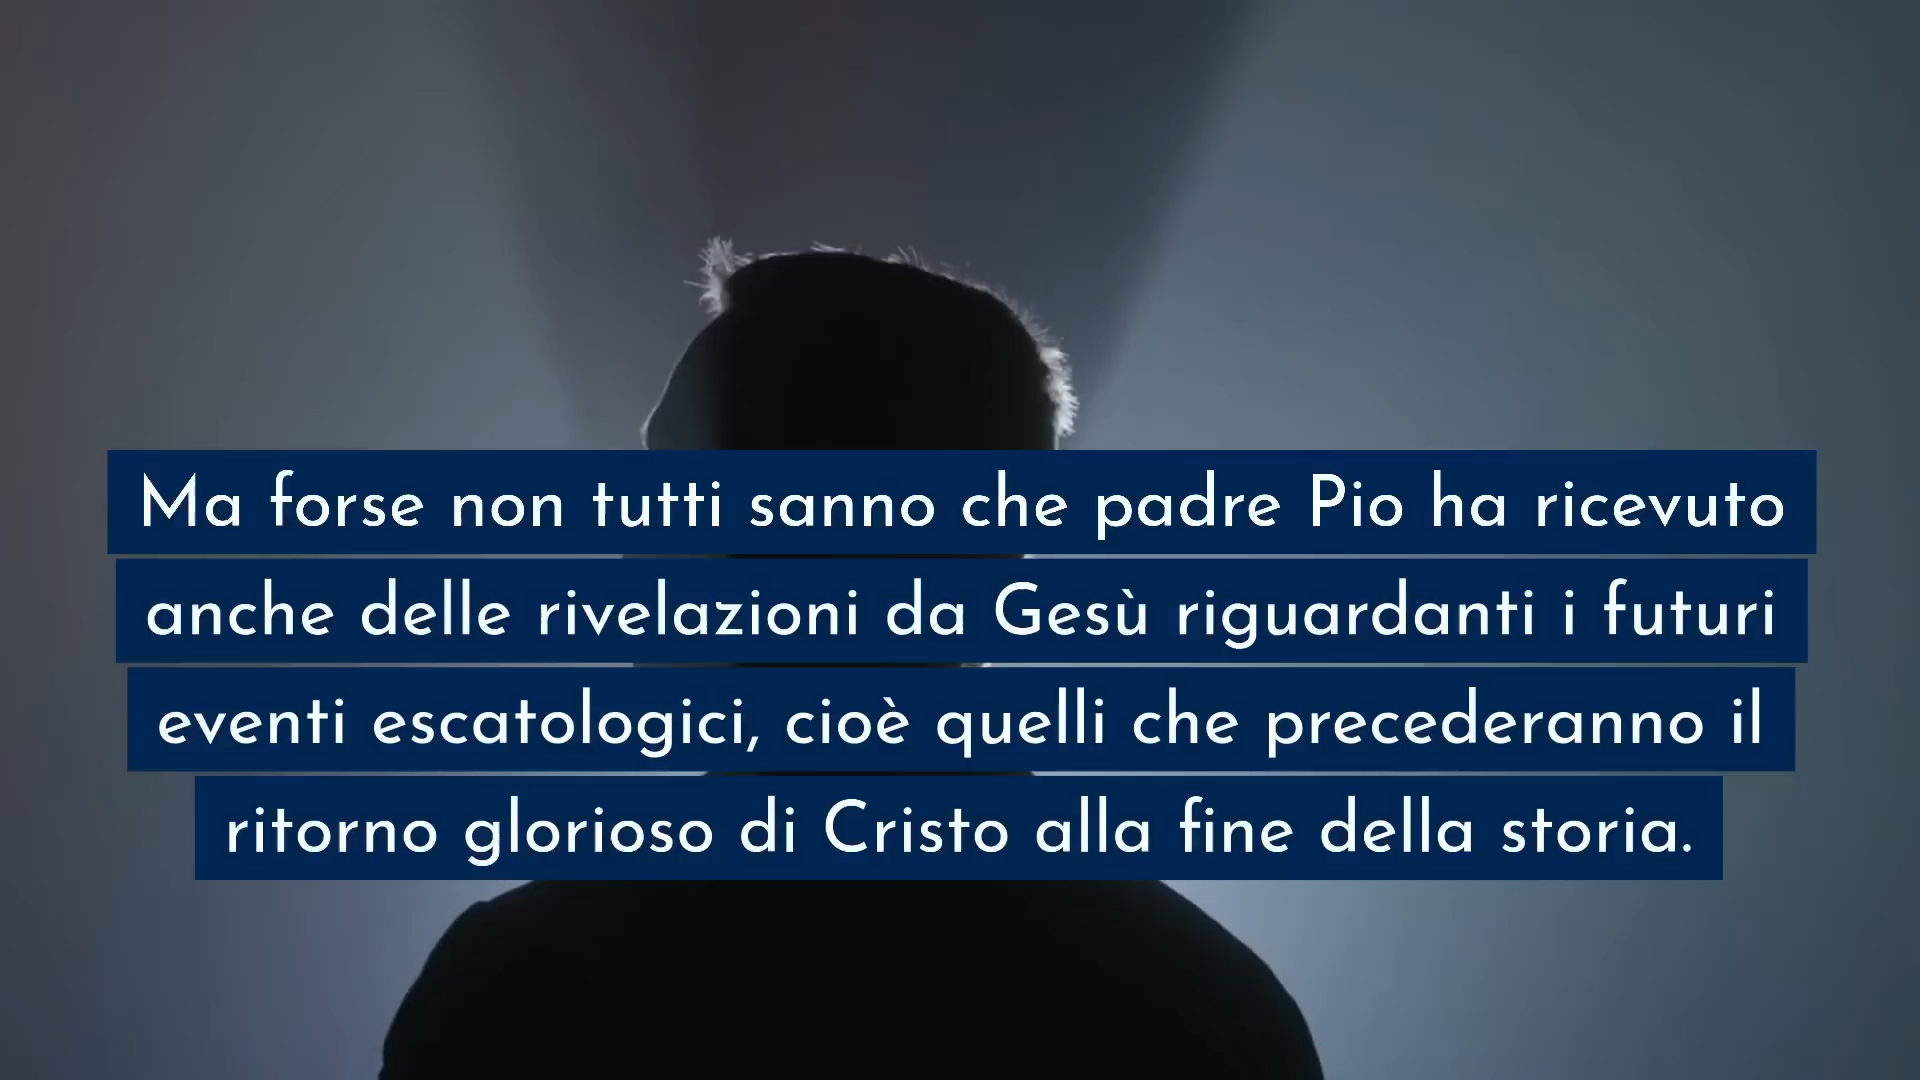 Ma forse non tutti sanno che padre Pio ha ricevuto
anche delle rivelazioni da Gesù riguardanti i futuri
eventi escatologici, cioè quelli che precederanno il
ritorno glorioso di Cristo alla fine della storia.